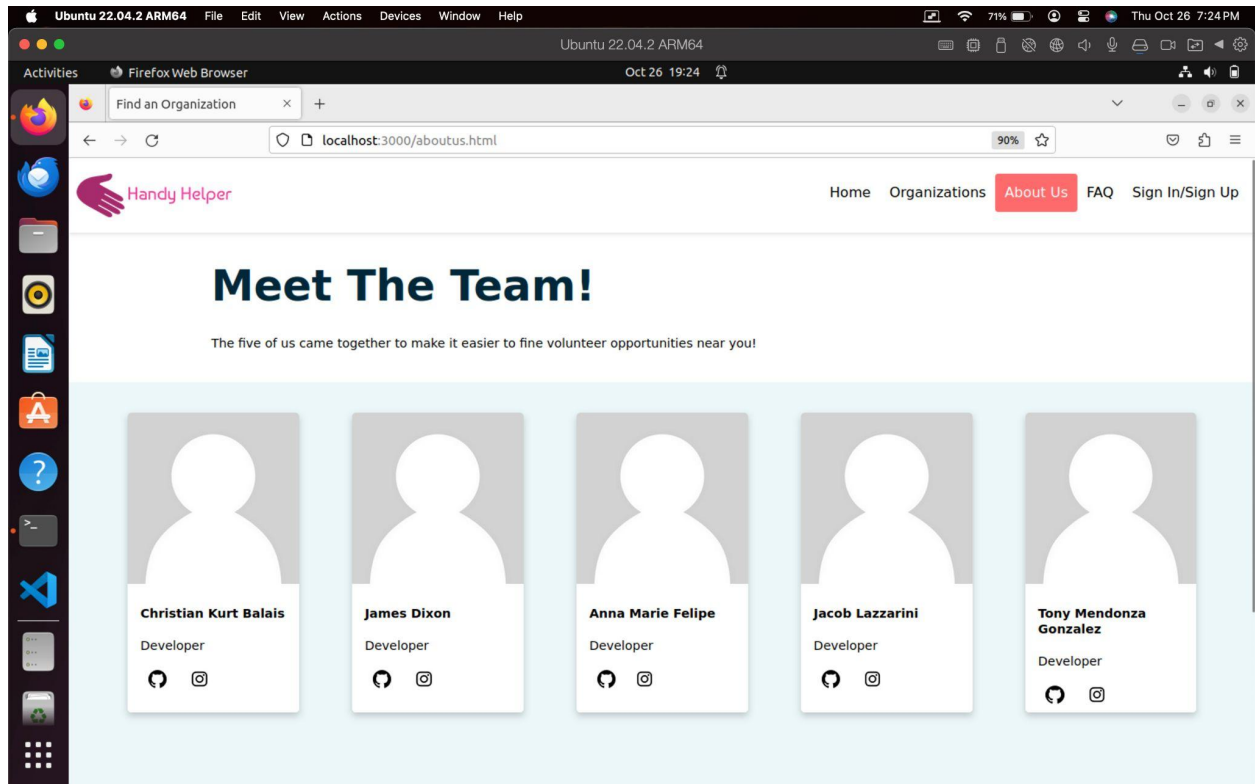 Ubuntu 22.04.2 ARM64 File Edit View Actions Devices Window Help 71% Thu Oct 26 7:24 PM
Ubuntu 22.04.2 ARM64
Activities Firefox Web Browser Oct 26 19:24
Find an Organization
localhost:3000/aboutus.html 90%
Handy Helper Home Organizations About Us FAQ Sign In/Sign Up
Meet The Team!
The five of us came together to make it easier to fine volunteer opportunities near you!
Christian Kurt Balais
Developer
James Dixon
Developer
Anna Marie Felipe
Developer
Jacob Lazzarini
Developer
Tony Mendonza
Gonzalez
Developer